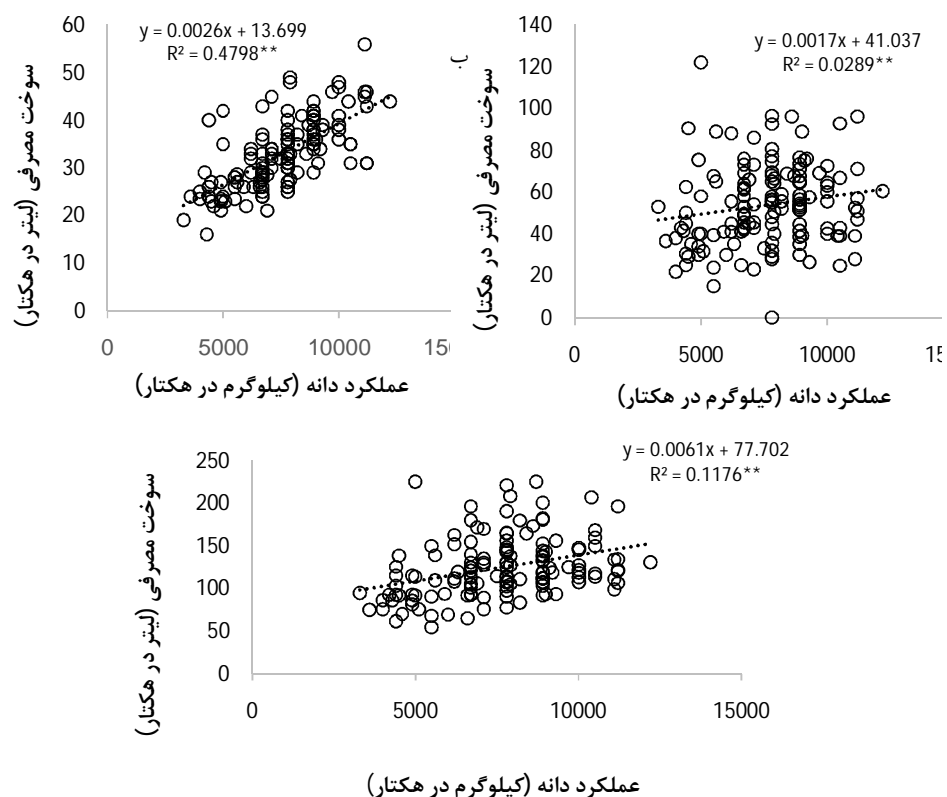 y = 0.0026x + 13.699
R² = 0.4798**
60
50
40
30
20
10
0
0
5000
10000
سوخت مصرفی (لیتر در هکتار)
عملکرد دانه (کیلوگرم در هکتار)
y = 0.0017x + 41.037
R² = 0.0289**
140
120
100
80
60
40
20
0
0
5000
10000
سوخت مصرفی (لیتر در هکتار)
عملکرد دانه (کیلوگرم در هکتار)
y = 0.0061x + 77.702
R² = 0.1176**
250
200
150
100
50
0
0
5000
10000
15000
سوخت مصرفی (لیتر در هکتار)
عملکرد دانه (کیلوگرم در هکتار)